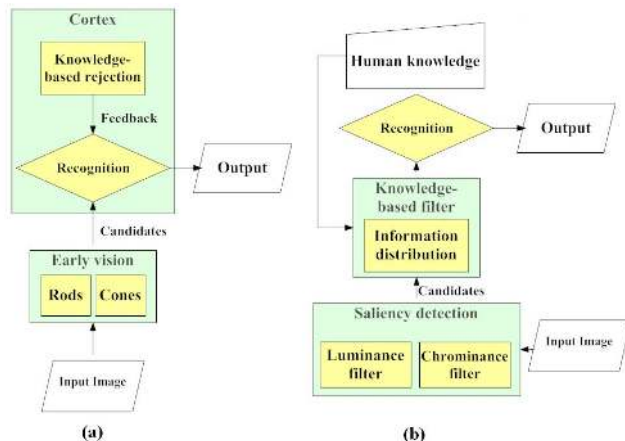 Cortex
Knowledge-
based rejection
Feedback
Recognition
Output
Candidates
Early vision
Rods
Cones
Input Image
(a)
Human knowledge
Recognition
Output
Knowledge-
based filter
Information
distribution
Candidates
Saliency detection
Luminance
filter
Chrominance
filter
Input Image
(b)